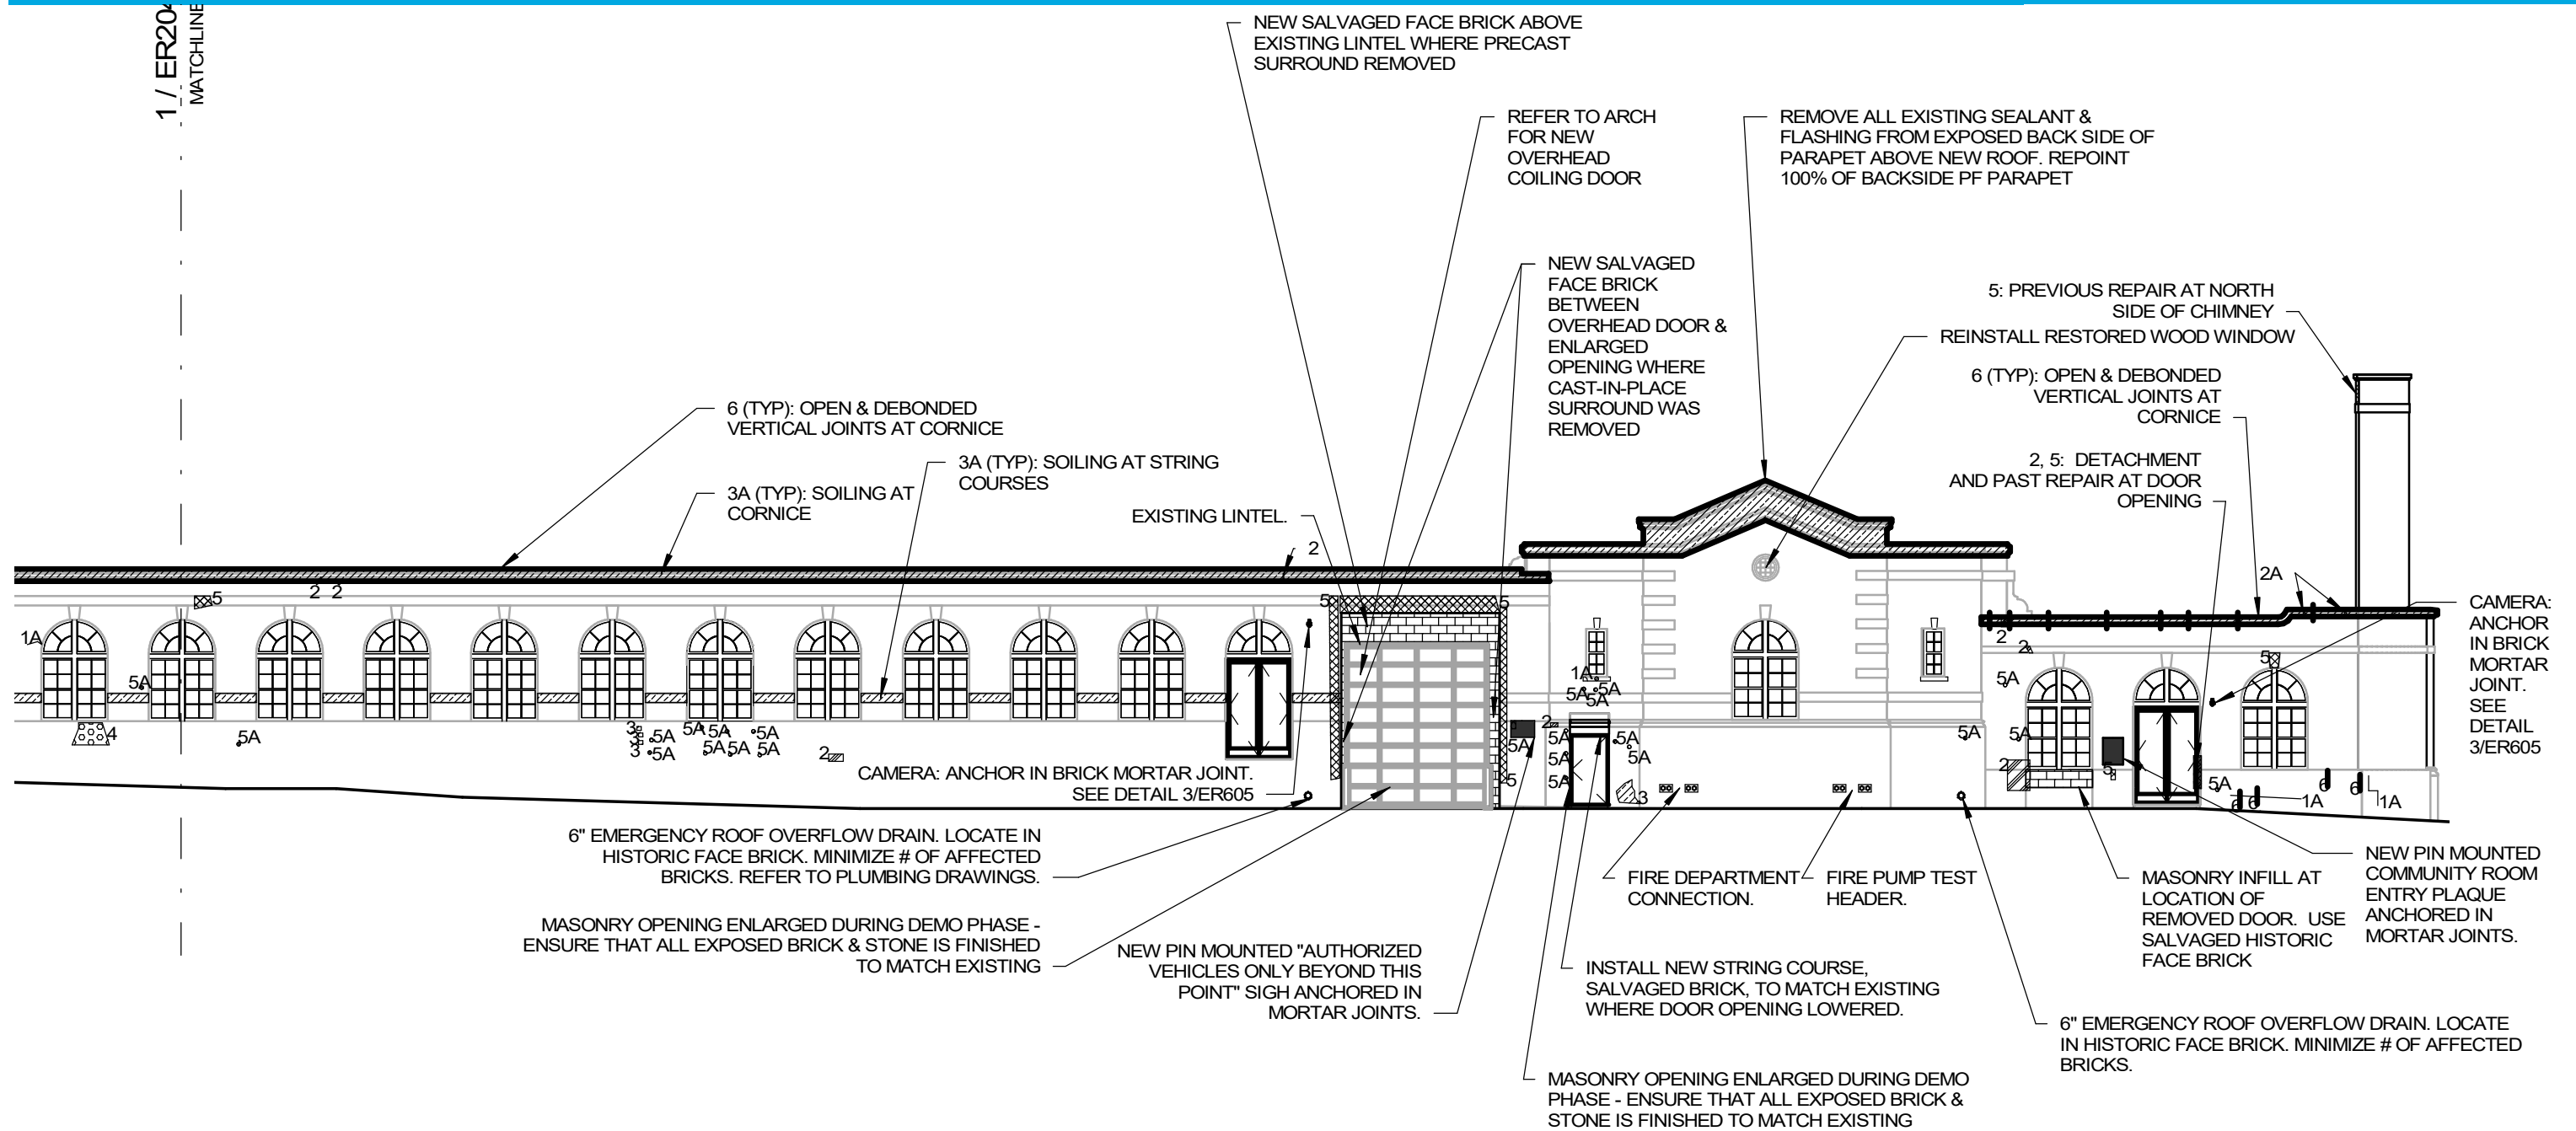 1 / ER204
MATCHLINE
NEW SALVAGED FACE BRICK ABOVE
EXISTING LINTEL WHERE PRECAST
SURROUND REMOVED
REFER TO ARCH
FOR NEW
OVERHEAD
COILING DOOR
REMOVE ALL EXISTING SEALANT &
FLASHING FROM EXPOSED BACK SIDE OF
PARAPET ABOVE NEW ROOF. REPOINT
100% OF BACKSIDE PF PARAPET
NEW SALVAGED
FACE BRICK
BETWEEN
OVERHEAD DOOR &
ENLARGED
OPENING WHERE
CAST-IN-PLACE
SURROUND WAS
REMOVED
5: PREVIOUS REPAIR AT NORTH
SIDE OF CHIMNEY
REINSTALL RESTORED WOOD WINDOW
6 (TYP): OPEN & DEBONDED
VERTICAL JOINTS AT
CORNICE
2, 5: DETACHMENT
AND PAST REPAIR AT DOOR
OPENING
6 (TYP): OPEN & DEBONDED
VERTICAL JOINTS AT CORNICE
3A (TYP): SOILING AT STRING
COURSES
3A (TYP): SOILING AT
CORNICE
EXISTING LINTEL.
2
2A
5
2 2
5
5
1A
5A
4
5A
3
3
3
5A
5A
5A
5A
5A
5A
5A
5A
2
5A
5
2
5A
5A
5A
1A
5A
5A
5A
5A
5A
3
2
2
5A
5A
5A
2
5
5
5A
6
6
1A
6
6
1A
CAMERA:
ANCHOR
IN BRICK
MORTAR
JOINT.
SEE
DETAIL
3/ER605
CAMERA: ANCHOR IN BRICK MORTAR JOINT.
SEE DETAIL 3/ER605
6" EMERGENCY ROOF OVERFLOW DRAIN. LOCATE IN
HISTORIC FACE BRICK. MINIMIZE # OF AFFECTED
BRICKS. REFER TO PLUMBING DRAWINGS.
MASONRY OPENING ENLARGED DURING DEMO PHASE -
ENSURE THAT ALL EXPOSED BRICK & STONE IS FINISHED
TO MATCH EXISTING
NEW PIN MOUNTED "AUTHORIZED
VEHICLES ONLY BEYOND THIS
POINT" SIGH ANCHORED IN
MORTAR JOINTS.
FIRE DEPARTMENT
CONNECTION.
FIRE PUMP TEST
HEADER.
INSTALL NEW STRING COURSE,
SALVAGED BRICK, TO MATCH EXISTING
WHERE DOOR OPENING LOWERED.
MASONRY OPENING ENLARGED DURING DEMO
PHASE - ENSURE THAT ALL EXPOSED BRICK &
STONE IS FINISHED TO MATCH EXISTING
MASONRY INFILL AT
LOCATION OF
REMOVED DOOR. USE
SALVAGED HISTORIC
FACE BRICK
NEW PIN MOUNTED
COMMUNITY ROOM
ENTRY PLAQUE
ANCHORED IN
MORTAR JOINTS.
6" EMERGENCY ROOF OVERFLOW DRAIN. LOCATE
IN HISTORIC FACE BRICK. MINIMIZE # OF AFFECTED
BRICKS.